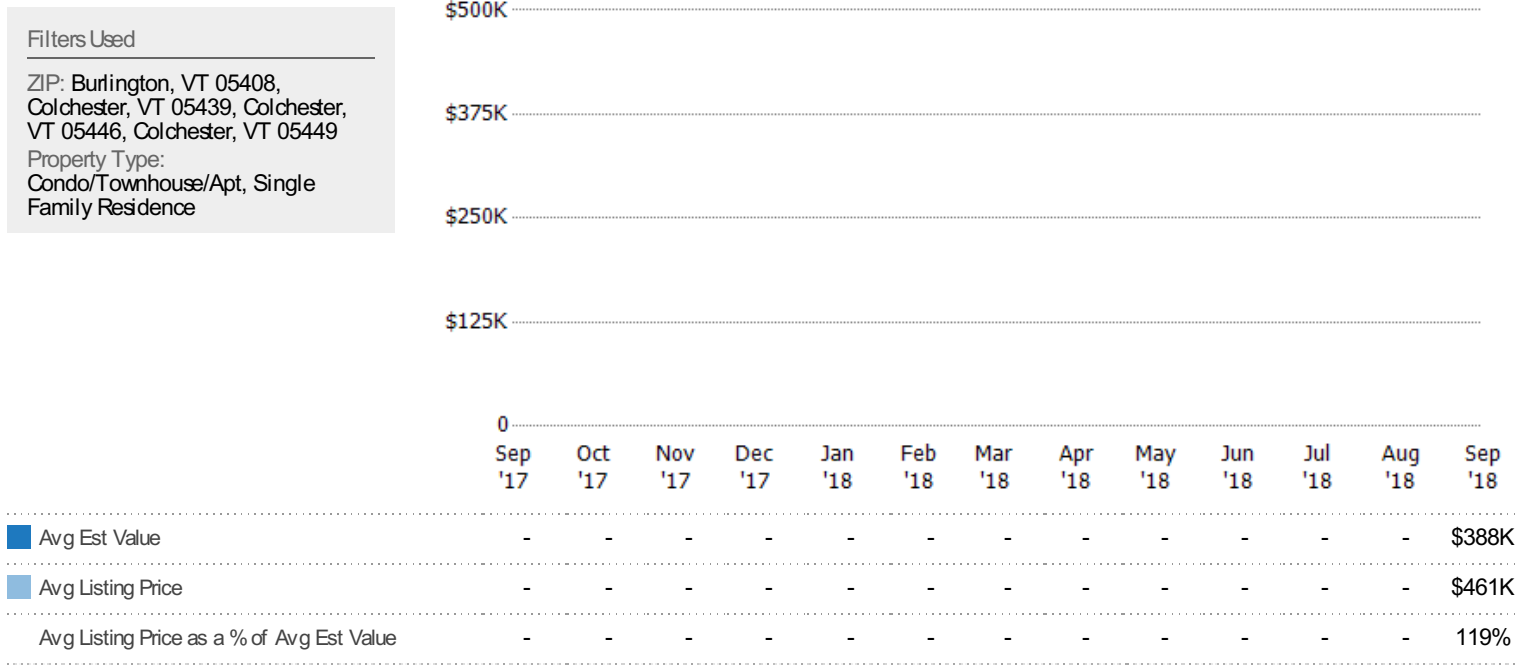 Filters Used
ZIP: Burlington, VT 05408,
Colchester, VT 05439, Colchester,
VT 05446, Colchester, VT 05449
Property Type:
Condo/Townhouse/Apt, Single
Family Residence
$500K
$375K
$250K
$125K
0
Sep Oct Nov Dec Jan Feb Mar Apr May Jun Jul Aug Sep
'17 '17 '17 '17 '18 '18 '18 '18 '18 '18 '18 '18 '18
Avg Est Value - - - - - - - - - - - - $388K
Avg Listing Price - - - - - - - - - - - - $461K
Avg Listing Price as a % of Avg Est Value - - - - - - - - - - - - 119%